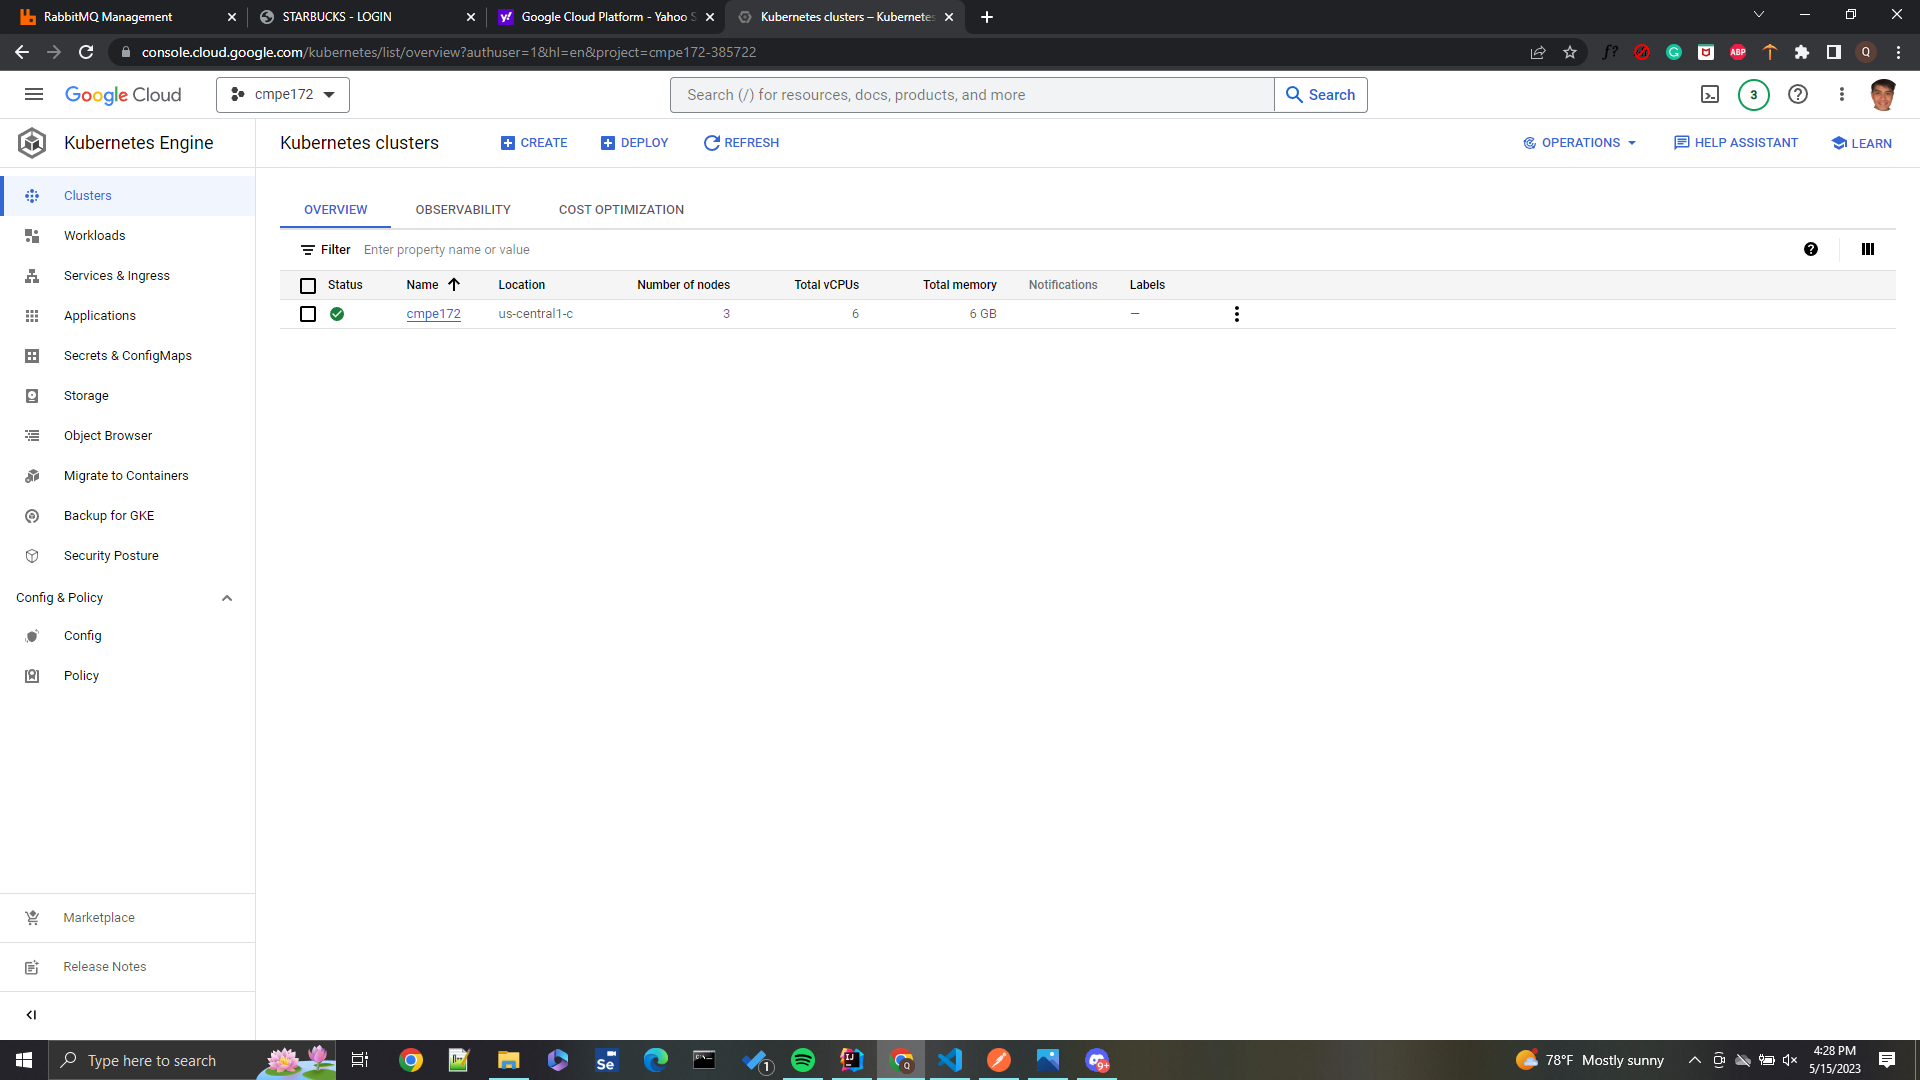 RabbitMQ Management
STARBUCKS - LOGIN
Google Cloud Platform - Yahoo S
Kubernetes clusters – Kubernetes
console.cloud.google.com/kubernetes/list/overview?authuser=1&hl=en&project=cmpe172-385722
f?
ABP
Q
Google Cloud
cmpe172
Search (/) for resources, docs, products, and more
Search
3
Kubernetes Engine
Kubernetes clusters
CREATE
DEPLOY
REFRESH
OPERATIONS
HELP ASSISTANT
LEARN
Clusters
Workloads
Services & Ingress
Applications
Secrets & ConfigMaps
Storage
Object Browser
Migrate to Containers
Backup for GKE
Security Posture
Config & Policy
Config
Policy
Marketplace
Release Notes
OVERVIEW
OBSERVABILITY
COST OPTIMIZATION
Filter
Enter property name or value
Status
Name
Location
Number of nodes
Total vCPUs
Total memory
Notifications
Labels
cmpe172
us-central1-c
3
6
6 GB
—
Type here to search
Se
1
IJ
Q
9+
78°F Mostly sunny
4:28 PM
5/15/2023